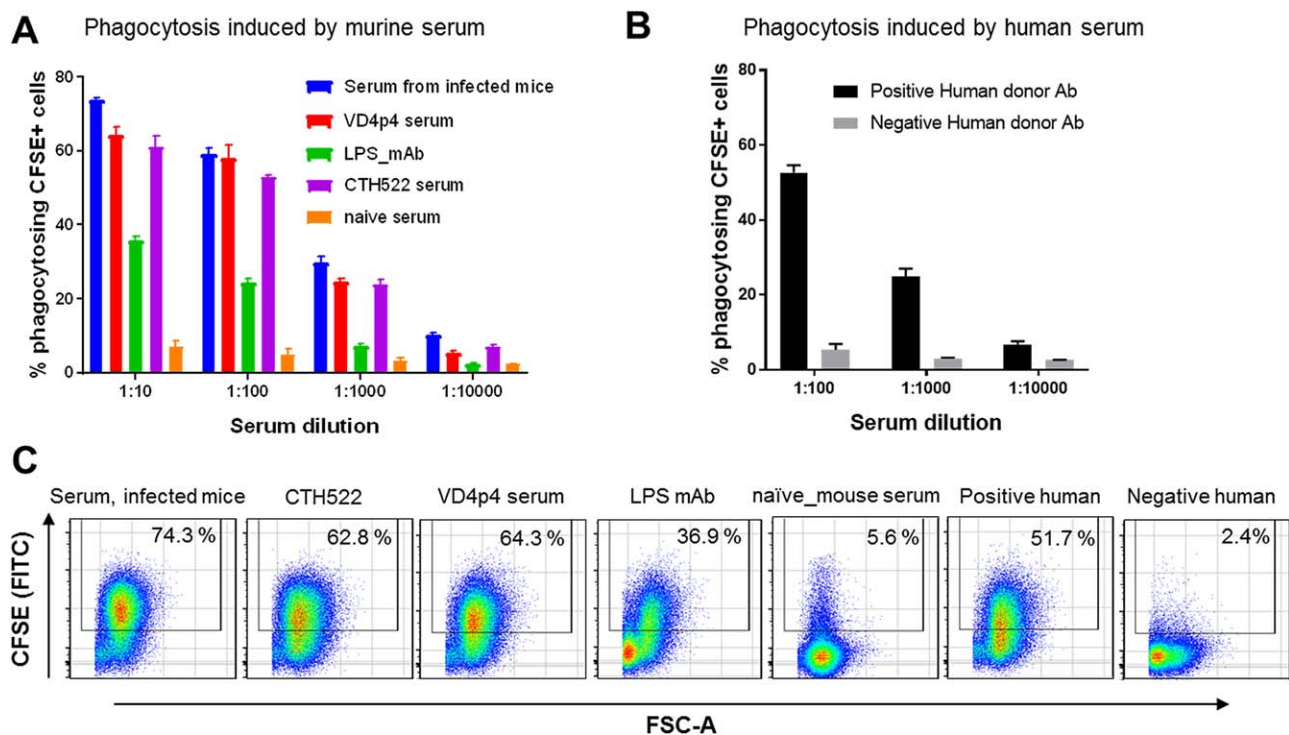 A Phagocytosis induced by murine serum
% phagocytosing CFSE+ cells
80
60
40
20
0
Serum from infected mice
VD4p4 serum
LPS_mAb
CTH522 serum
naive serum
1:10 1:100 1:1000 1:10000
Serum dilution
B Phagocytosis induced by human serum
% phagocytosing CFSE+ cells
80
60
40
20
0
Positive Human donor Ab
Negative Human donor Ab
1:100 1:1000 1:10000
Serum dilution
C
Serum, infected mice CTH522 VD4p4 serum LPS mAb naïve_mouse serum Positive human Negative human
CFSE (FITC)
74.3 % 62.8 % 64.3 % 36.9 % 5.6 % 51.7 % 2.4%
FSC-A